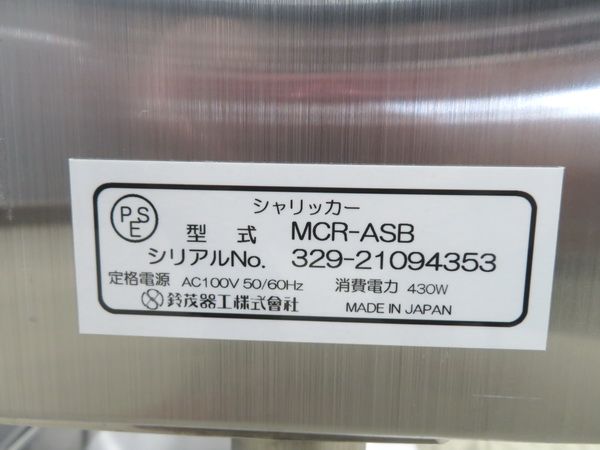 シャリッカー
PSE
型式 MCR-ASB
シリアルNo. 329-21094353
定格電源 AC100V 50/60Hz 消費電力 430W
鈴茂器工株式會社 MADE IN JAPAN